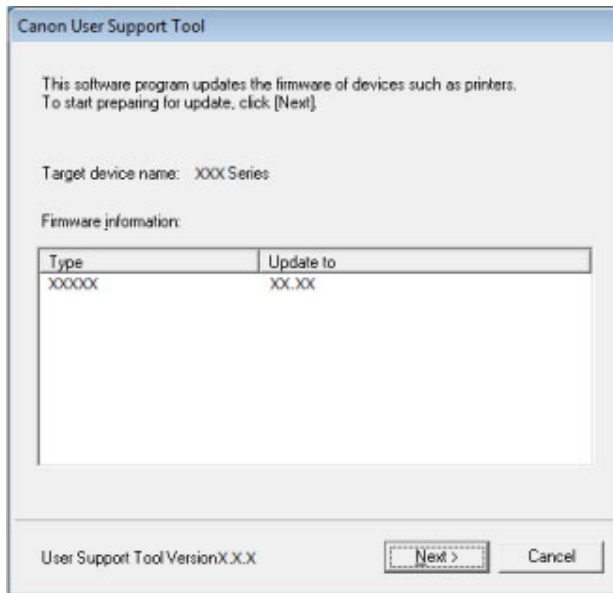 Canon User Support Tool
This software program updates the firmware of devices such as printers.
To start preparing for update, click [Next].
Target device name: XXX Series
Firmware information:
Type Update to
XXXXX XX.XX
User Support Tool VersionX.X.X
Next >
Cancel